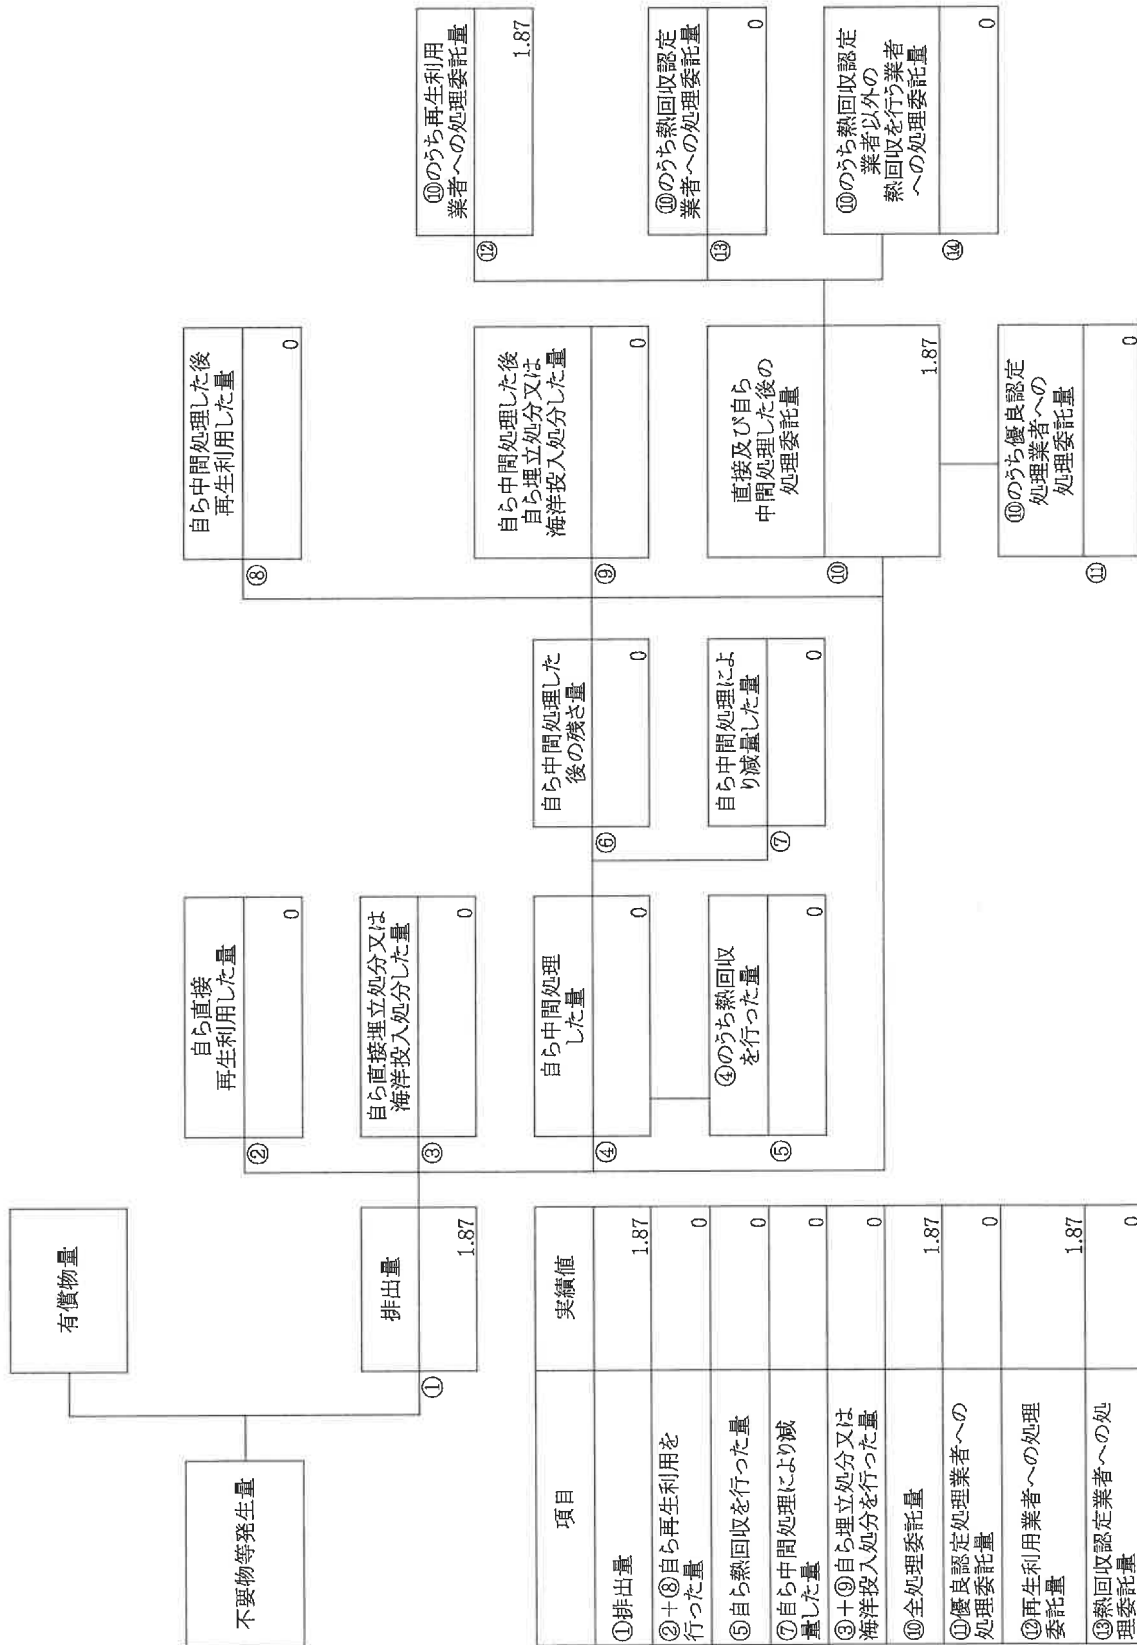 不要物等発生量
有償物量
排出量
①
1.87
自ら直接
再生利用した量
②
0
自ら直接埋立処分又は
海洋投入処分した量
③
0
自ら中間処理
した量
④
0
④のうち熱回収
を行った量
⑤
0
自ら中間処理した
後の残さ量
⑥
0
自ら中間処理によ
り減量した量
⑦
0
自ら中間処理した後
再生利用した量
⑧
0
自ら中間処理した後
自ら埋立処分又は
海洋投入処分した量
⑨
0
直接及び自ら
中間処理した後の
処理委託量
⑩
1.87
⑩のうち優良認定
処理業者への
処理委託量
⑪
0
⑩のうち再生利用
業者への処理委託量
⑫
1.87
⑩のうち熱回収認定
業者への処理委託量
⑬
0
⑩のうち熱回収認定
業者以外の
熱回収を行う業者
への処理委託量
⑭
0
項目
実績値
①排出量
1.87
②+⑧自ら再生利用を
行った量
0
⑤自ら熱回収を行った量
0
⑦自ら中間処理により減
量した量
0
③+⑨自ら埋立処分又は
海洋投入処分を行った量
0
⑩全処理委託量
1.87
⑪優良認定処理業者への
処理委託量
0
⑫再生利用業者への処理
委託量
1.87
⑬熱回収認定業者への処
理委託量
0